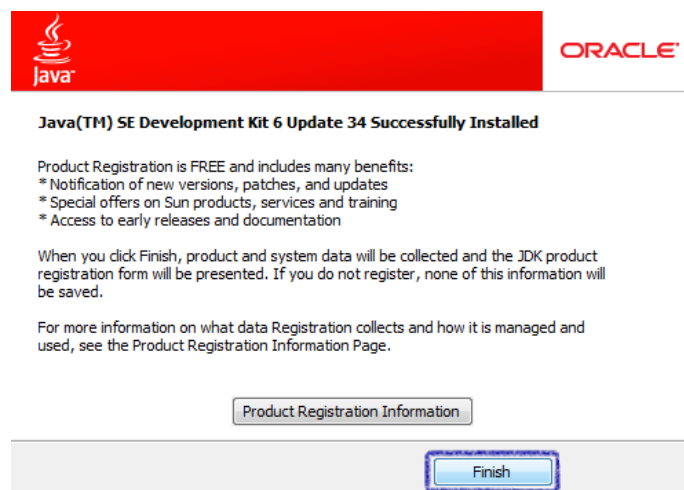 Java™
ORACLE®
Java(TM) SE Development Kit 6 Update 34 Successfully Installed
Product Registration is FREE and includes many benefits:
* Notification of new versions, patches, and updates
* Special offers on Sun products, services and training
* Access to early releases and documentation
When you click Finish, product and system data will be collected and the JDK product
registration form will be presented. If you do not register, none of this information will
be saved.
For more information on what data Registration collects and how it is managed and
used, see the Product Registration Information Page.
Product Registration Information
Finish